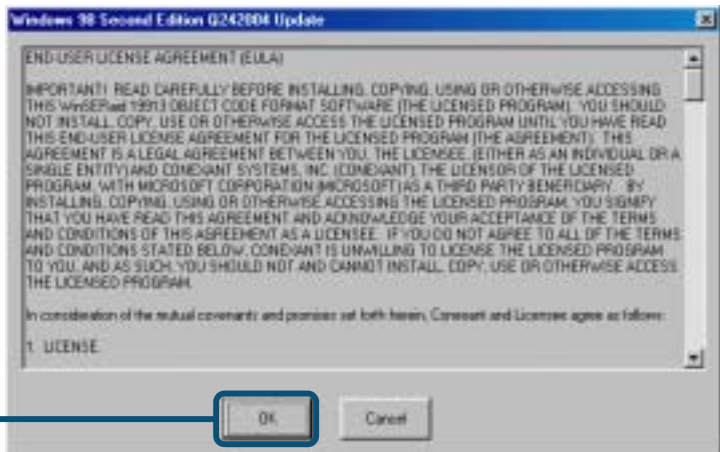 Windows 98 Second Edition Q242004 Update
END-USER LICENSE AGREEMENT (EULA)
IMPORTANT! READ CAREFULLY BEFORE INSTALLING, COPYING, USING OR OTHERWISE ACCESSING
THIS 19913 OBJECT CODE FORMAT SOFTWARE (THE LICENSED PROGRAM). YOU SHOULD
NOT INSTALL, COPY, USE OR OTHERWISE ACCESS THE LICENSED PROGRAM UNTIL YOU HAVE READ
THIS END-USER LICENSE AGREEMENT FOR THE LICENSED PROGRAM (THE AGREEMENT). THIS
AGREEMENT IS A LEGAL AGREEMENT BETWEEN YOU, THE LICENSEE, (EITHER AS AN INDIVIDUAL OR A
SINGLE ENTITY) AND CONEXANT SYSTEMS, INC. (CONEXANT), THE LICENSOR OF THE LICENSED
PROGRAM, WITH MICROSOFT CORPORATION (MICROSOFT) AS A THIRD PARTY BENEFICIARY. BY
INSTALLING, COPYING, USING OR OTHERWISE ACCESSING THE LICENSED PROGRAM, YOU SIGNIFY
THAT YOU HAVE READ THIS AGREEMENT AND ACKNOWLEDGE YOUR ACCEPTANCE OF THE TERMS
AND CONDITIONS OF THIS AGREEMENT AS A LICENSEE. IF YOU DO NOT AGREE TO ALL OF THE TERMS
AND CONDITIONS STATED BELOW, CONEXANT IS UNWILLING TO LICENSE THE LICENSED PROGRAM
TO YOU, AND AS SUCH, YOU SHOULD NOT AND CANNOT INSTALL, COPY, USE OR OTHERWISE ACCESS
THE LICENSED PROGRAM.
In consideration of the mutual covenants and promises set forth herein, Conexant and Licensee agree as follows:
1. LICENSE.
OK
Cancel